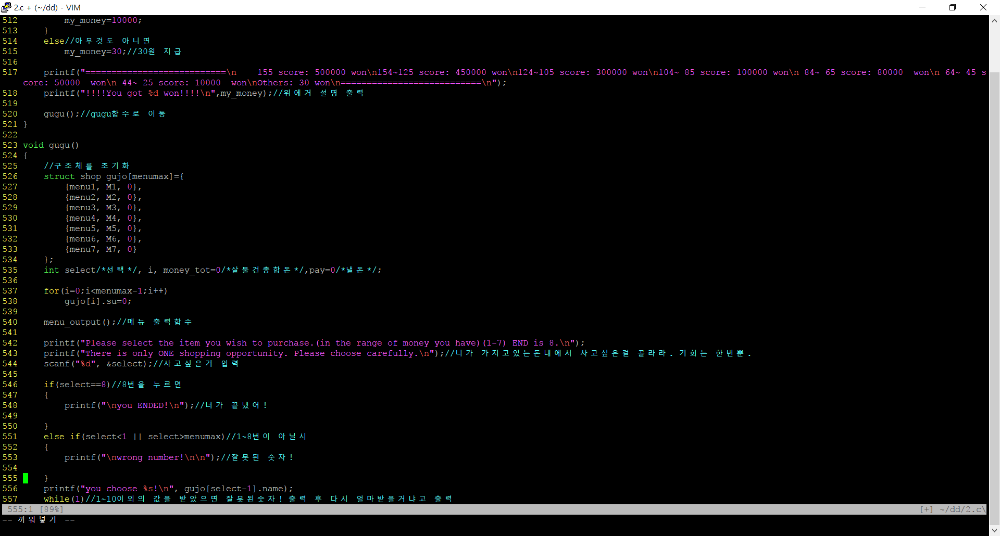 2.c + (~/dd) - VIM
512         my_money=10000;
513     }
514     else//아무것도 아니면
515         my_money=30;//30원 지급
516
517     printf("===========================\n    155 score: 500000 won\n154~125 score: 450000 won\n124~105 score: 300000 won\n104~ 85 score: 100000 won\n 84~ 65 score: 80000  won\n 64~ 45 s
core: 50000  won\n 44~ 25 score: 10000  won\nOthers: 30 won\n===========================\n");
518     printf("!!!!You got %d won!!!!\n",my_money);//위에거 설명 출력
519
520     gugu();//gugu함수로 이동
521 }
522
523 void gugu()
524 {
525     //구조체를 초기화
526     struct shop gujo[menumax]={
527         {menu1, M1, 0},
528         {menu2, M2, 0},
529         {menu3, M3, 0},
530         {menu4, M4, 0},
531         {menu5, M5, 0},
532         {menu6, M6, 0},
533         {menu7, M7, 0}
534     };
535     int select/*선택*/, i, money_tot=0/*살물건총합돈*/,pay=0/*낼돈*/;
536
537     for(i=0;i<menumax-1;i++)
538         gujo[i].su=0;
539
540     menu_output();//메뉴 출력함수
541
542     printf("Please select the item you wish to purchase.(in the range of money you have)(1-7) END is 8.\n");
543     printf("There is only ONE shopping opportunity. Please choose carefully.\n");//니가 가지고있는돈내에서 사고싶은걸 골라라. 기회는 한번뿐.
544     scanf("%d", &select);//사고싶은거 입력
545
546     if(select==8)//8번을 누르면
547     {
548         printf("\nyou ENDED!\n");//너가 끝냈어!
549
550     }
551     else if(select<1 || select>menumax)//1~8번이 아닐시
552     {
553         printf("\nwrong number!\n\n");//잘못된 숫자!
554
555     }
556     printf("you choose %s!\n", gujo[select-1].name);
557     while(1)//1~10이외의 값을 받았으면 잘못된숫자!출력 후 다시 얼마받을거냐고 출력
555:1 [89%] [+] ~/dd/2.c\
-- 끼워넣기 --